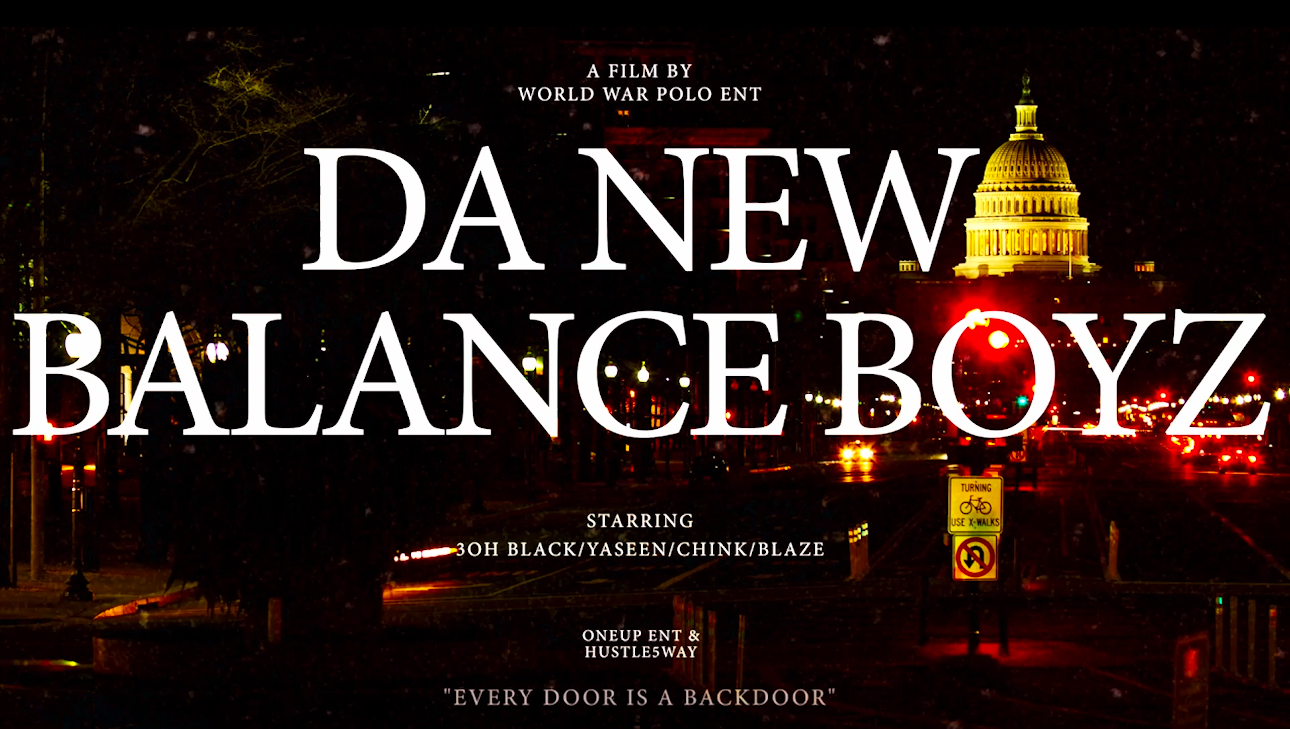 A FILM BY
WORLD WAR POLO ENT
DA NEW
BALANCE BOYZ
TURNING
USE X-WALKS
STARRING
3OH BLACK/YASEEN/CHINK/BLAZE
ONEUP ENT &
HUSTLE5WAY
"EVERY DOOR IS A BACKDOOR"